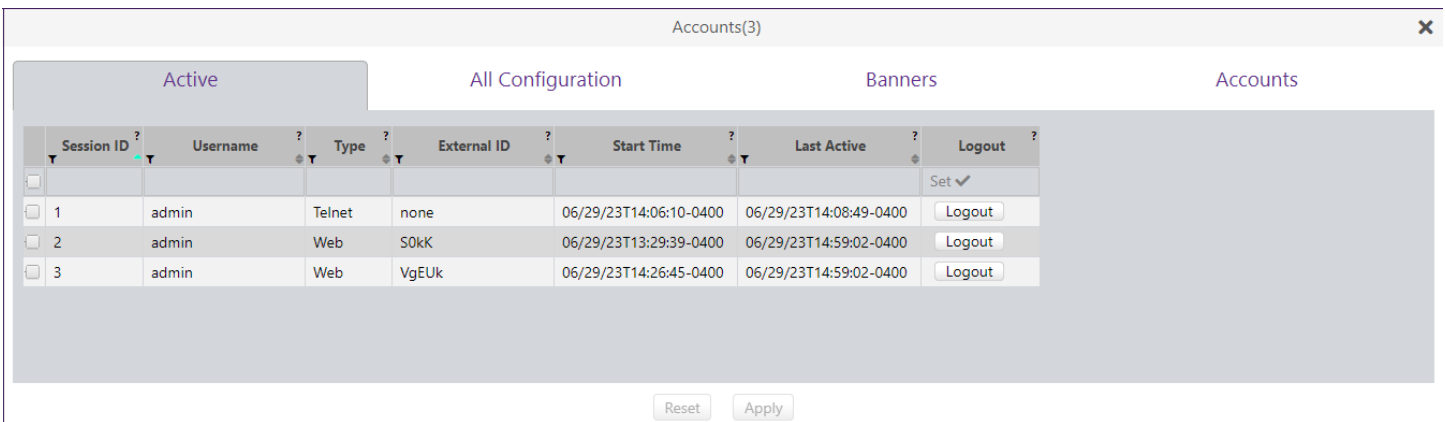 Accounts(3)
Active All Configuration Banners Accounts
Session ID ? Username ? Type ? External ID ? Start Time ? Last Active ? Logout ?
Set
1 admin Telnet none 06/29/23T14:06:10-0400 06/29/23T14:08:49-0400 Logout
2 admin Web S0kK 06/29/23T13:29:39-0400 06/29/23T14:59:02-0400 Logout
3 admin Web VgEUk 06/29/23T14:26:45-0400 06/29/23T14:59:02-0400 Logout
Reset Apply